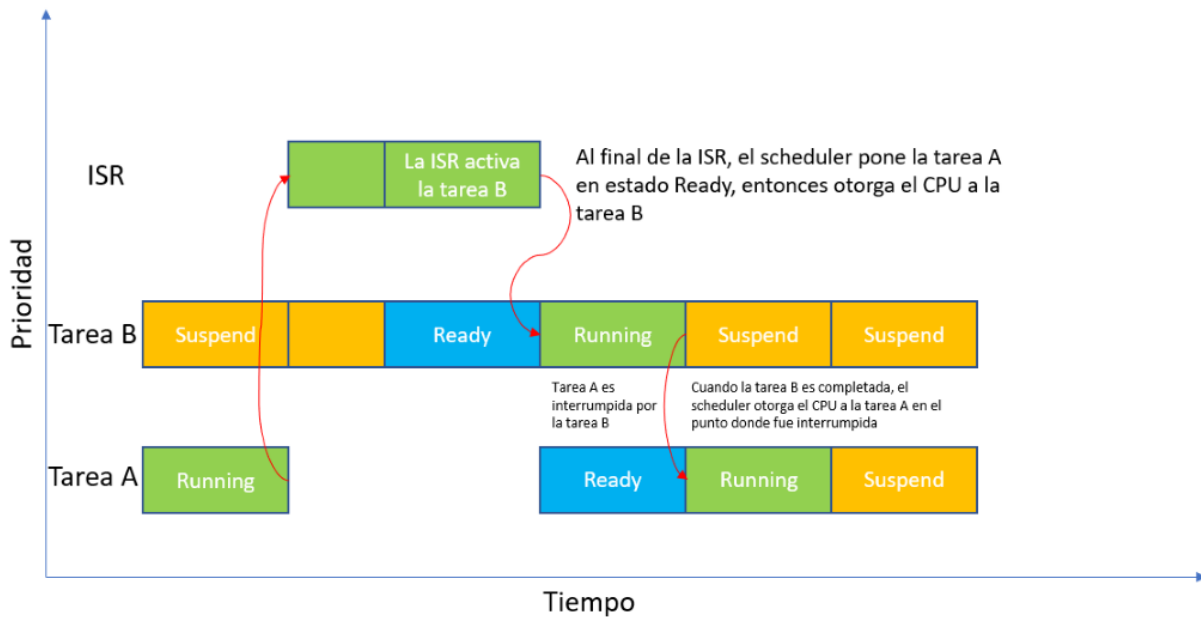 Prioridad
ISR
La ISR activa
la tarea B
Al final de la ISR, el scheduler pone la tarea A
en estado Ready, entonces otorga el CPU a la
tarea B
Tarea B
Suspend
Ready
Running
Suspend
Suspend
Tarea A es
interrumpida por
la tarea B
Cuando la tarea B es completada, el
scheduler otorga el CPU a la tarea A en el
punto donde fue interrumpida
Tarea A
Running
Ready
Running
Suspend
Tiempo